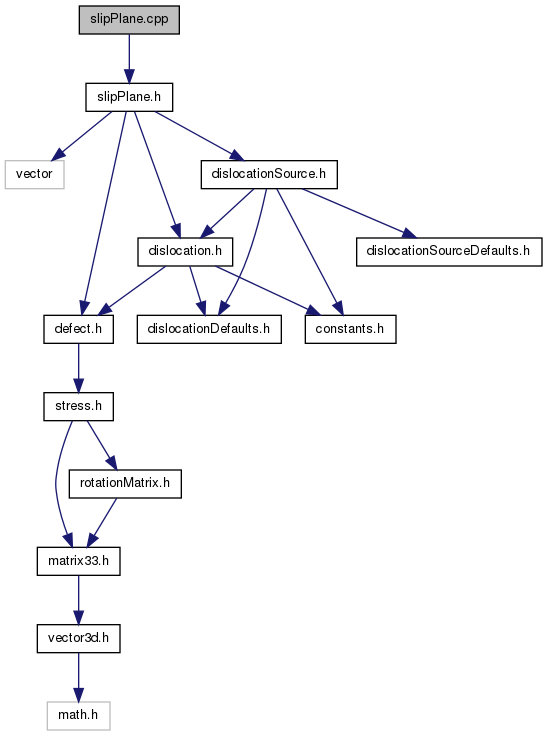 slipPlane.cpp
slipPlane.h
vector
dislocationSource.h
dislocation.h
dislocationSourceDefaults.h
defect.h
dislocationDefaults.h
constants.h
stress.h
rotationMatrix.h
matrix33.h
vector3d.h
math.h